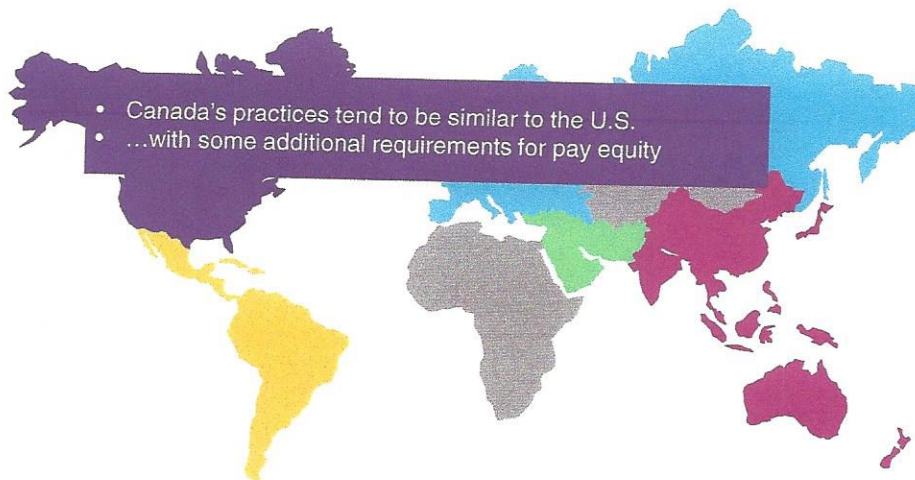 • Canada's practices tend to be similar to the U.S.
• …with some additional requirements for pay equity